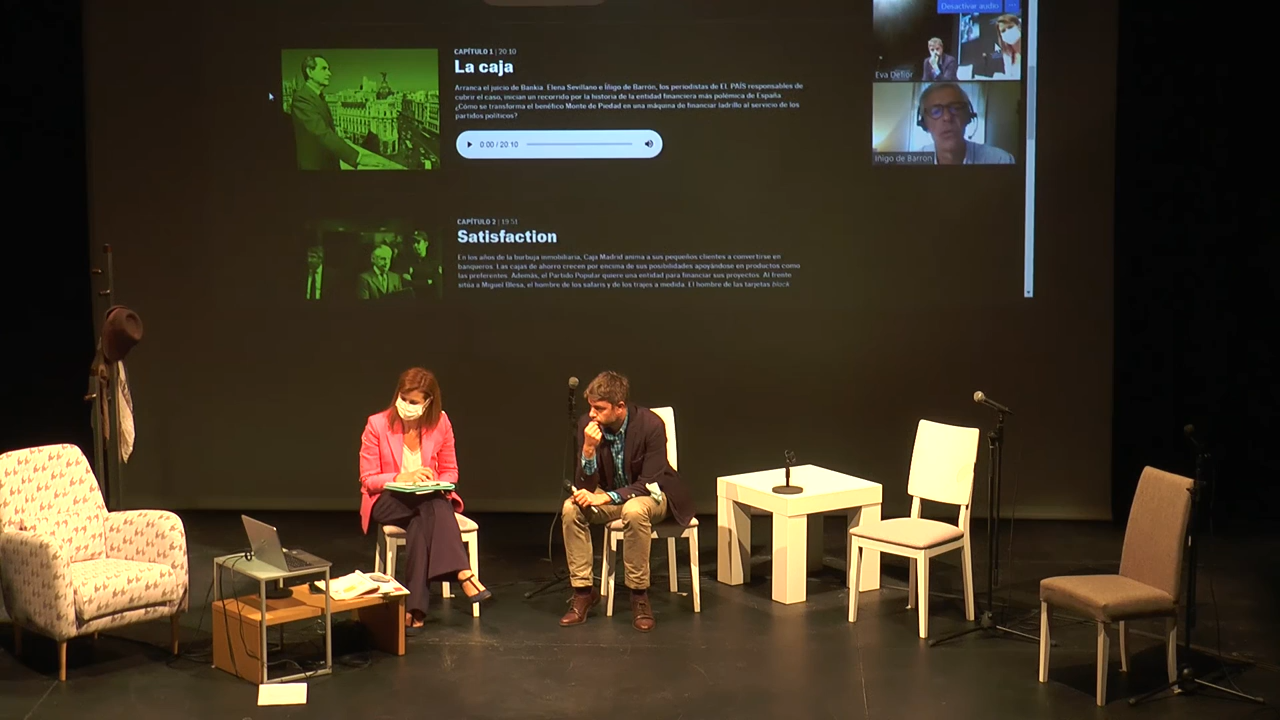 CAPÍTULO 1 | 20:10
La caja
Arranca el juicio de Bankia. Elena Sevillano e Íñigo de Barrón, los periodistas de EL PAÍS responsables de
cubrir el caso, inician un recorrido por la historia de la entidad financiera más polémica de España.
¿Cómo se transforma el benéfico Monte de Piedad en una máquina de financiar ladrillo al servicio de los
partidos políticos?
0:00 / 20:10
CAPÍTULO 2 | 19:51
Satisfaction
En los años de la burbuja inmobiliaria, Caja Madrid anima a sus pequeños clientes a convertirse en
banqueros. Las cajas de ahorro crecen por encima de sus posibilidades apoyándose en productos como
las preferentes. Además, el Partido Popular quiere una entidad para financiar sus proyectos. Al frente
sitúa a Miguel Blesa, el hombre de los safaris y de los trajes a medida. El hombre de las tarjetas black
Desactivar audio
Eva Defior
Iñigo de Barron